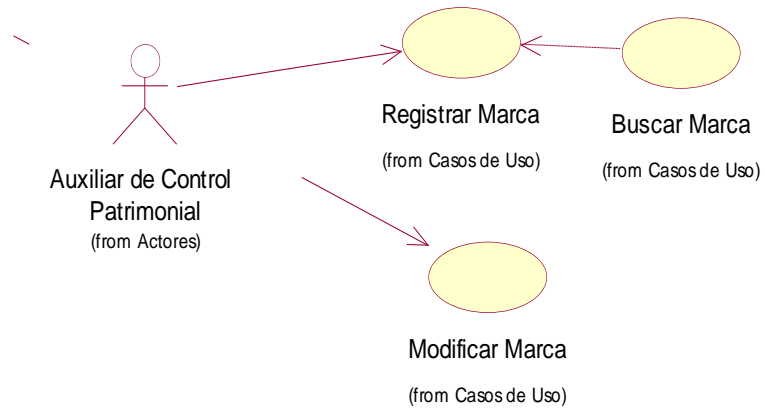 Registrar Marca
(from Casos de Uso)
Buscar Marca
(from Casos de Uso)
Auxiliar de Control
Patrimonial
(from Actores)
Modificar Marca
(from Casos de Uso)